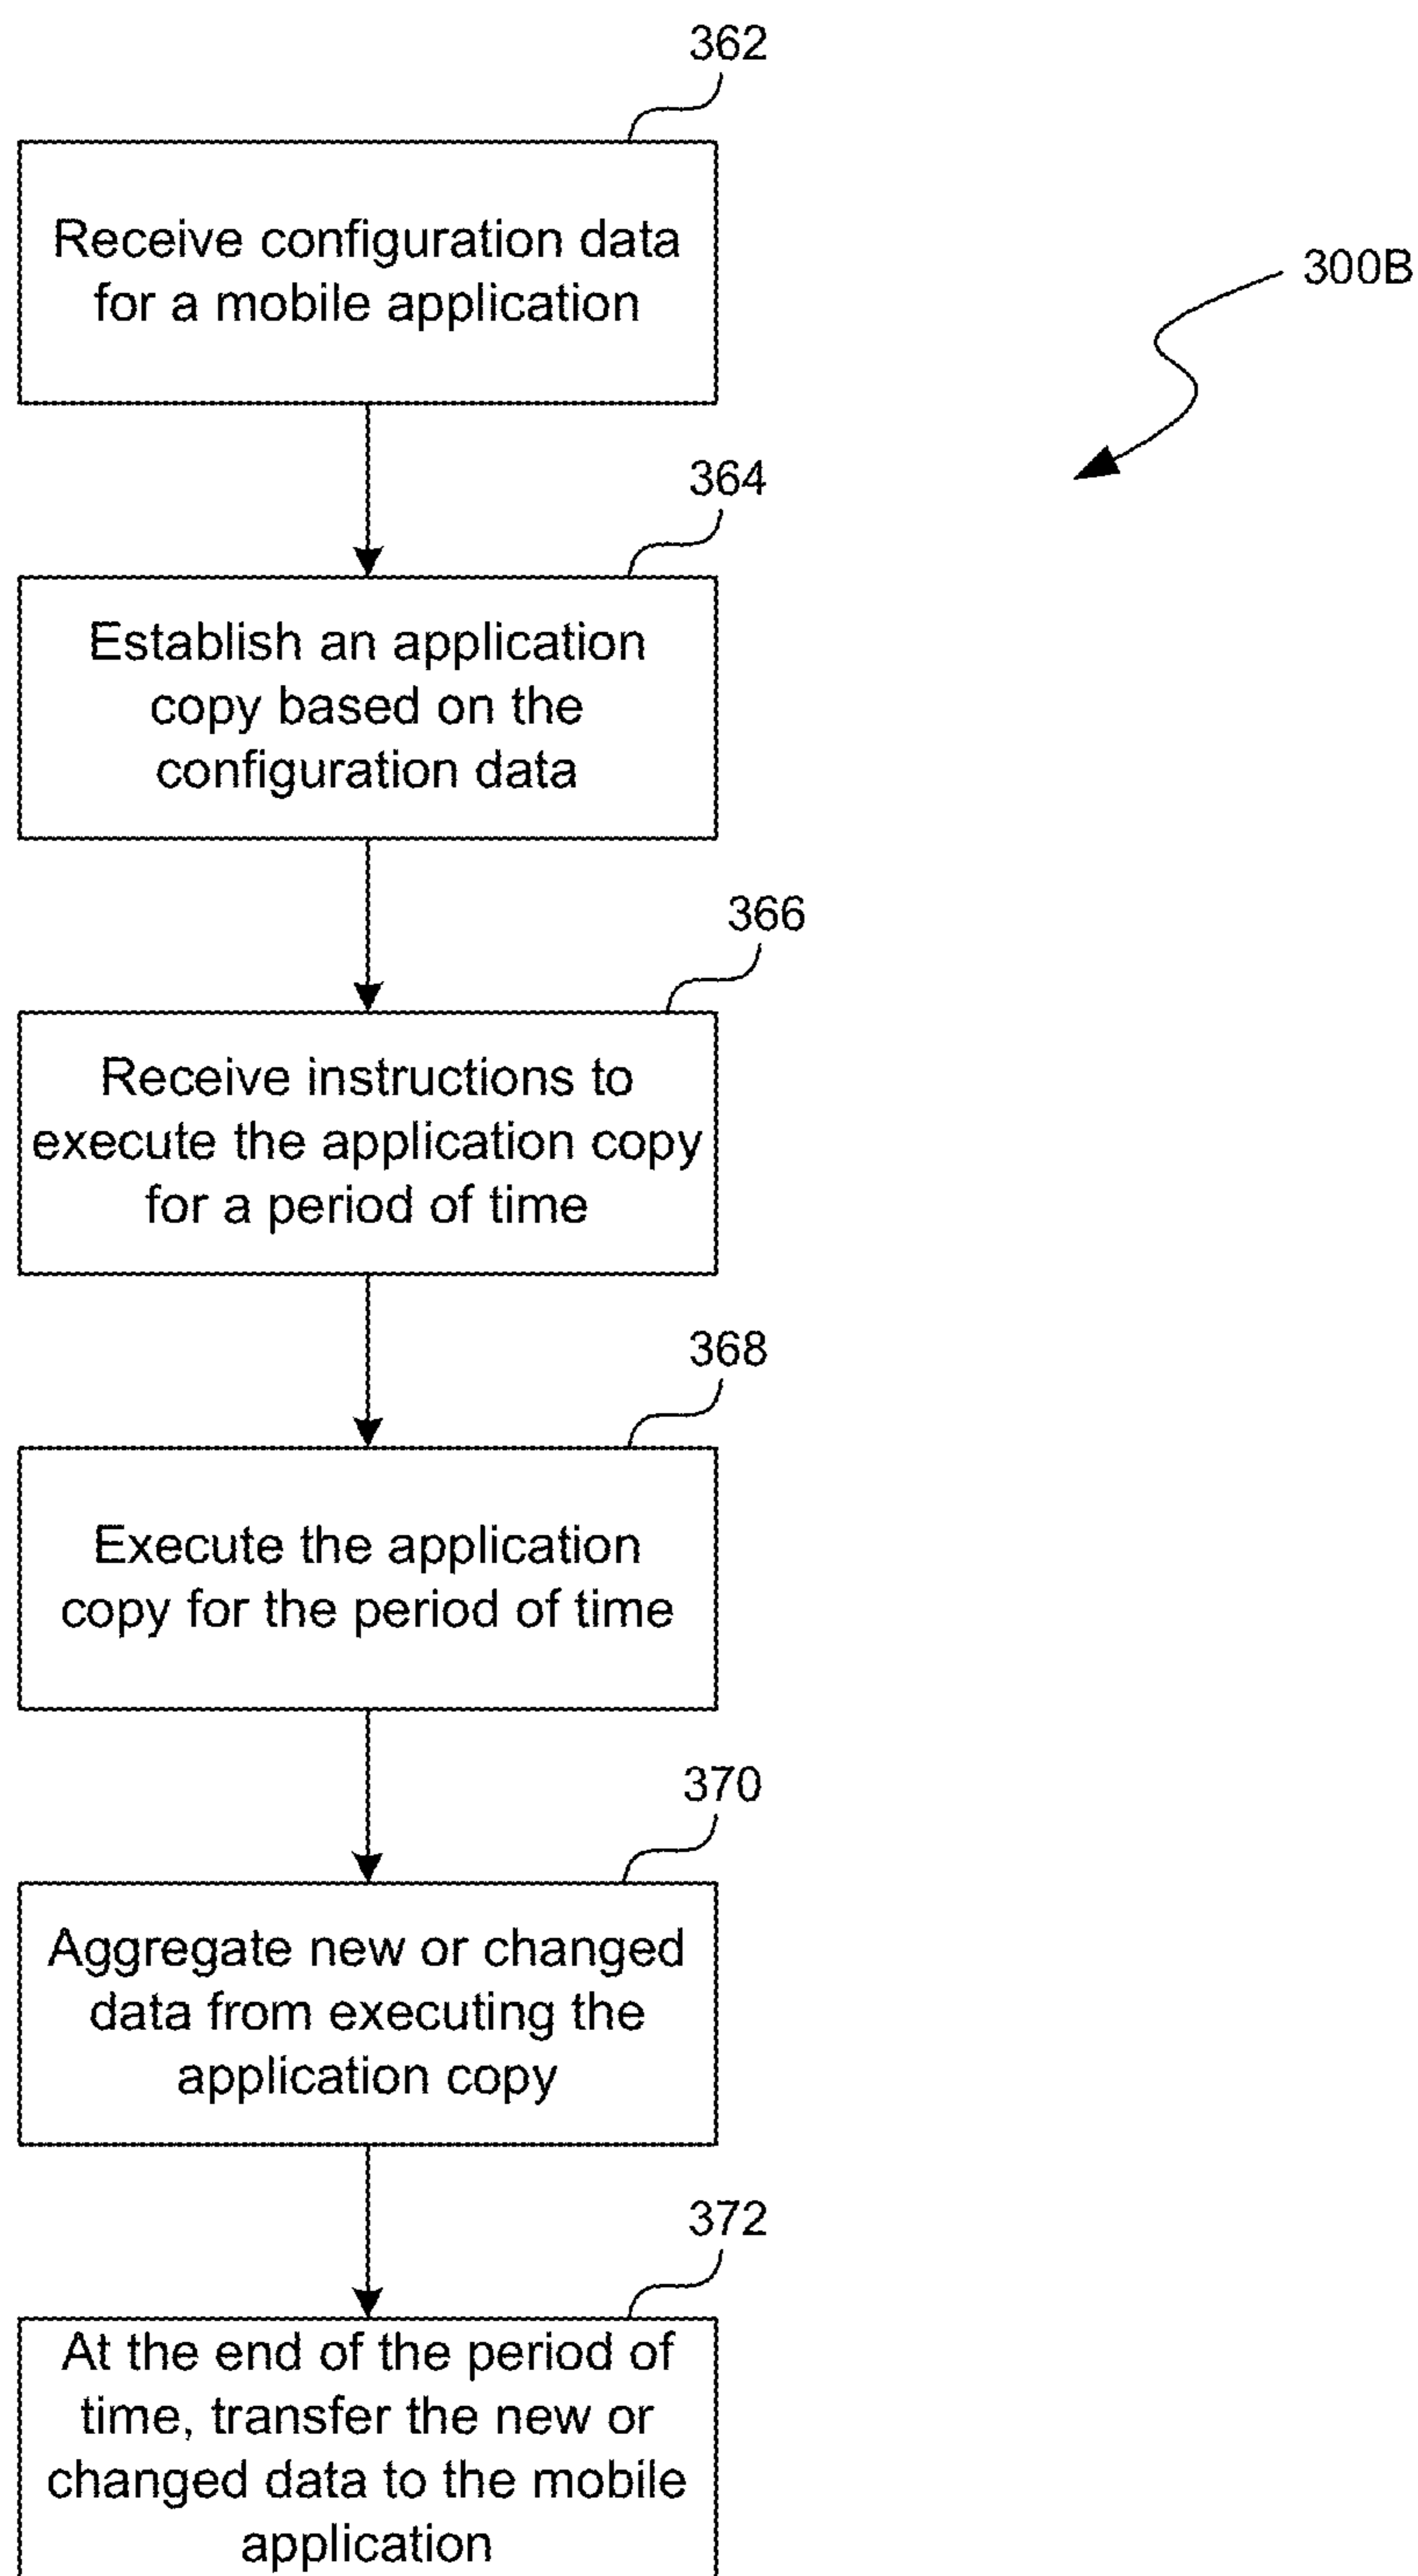 362
Receive configuration data
for a mobile application
300B
364
Establish an application
copy based on the
configuration data
366
Receive instructions to
execute the application copy
for a period of time
368
Execute the application
copy for the period of time
370
Aggregate new or changed
data from executing the
application copy
372
At the end of the period of
time, transfer the new or
changed data to the mobile
application